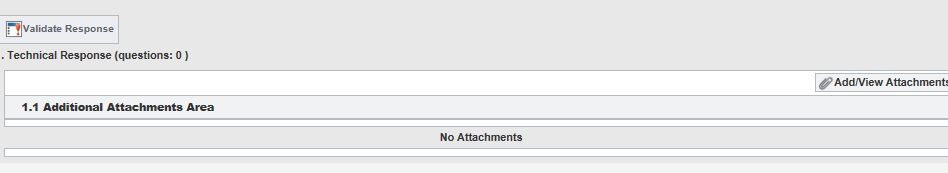 Validate Response
. Technical Response (questions: 0 )
Add/View Attachments
1.1 Additional Attachments Area
No Attachments